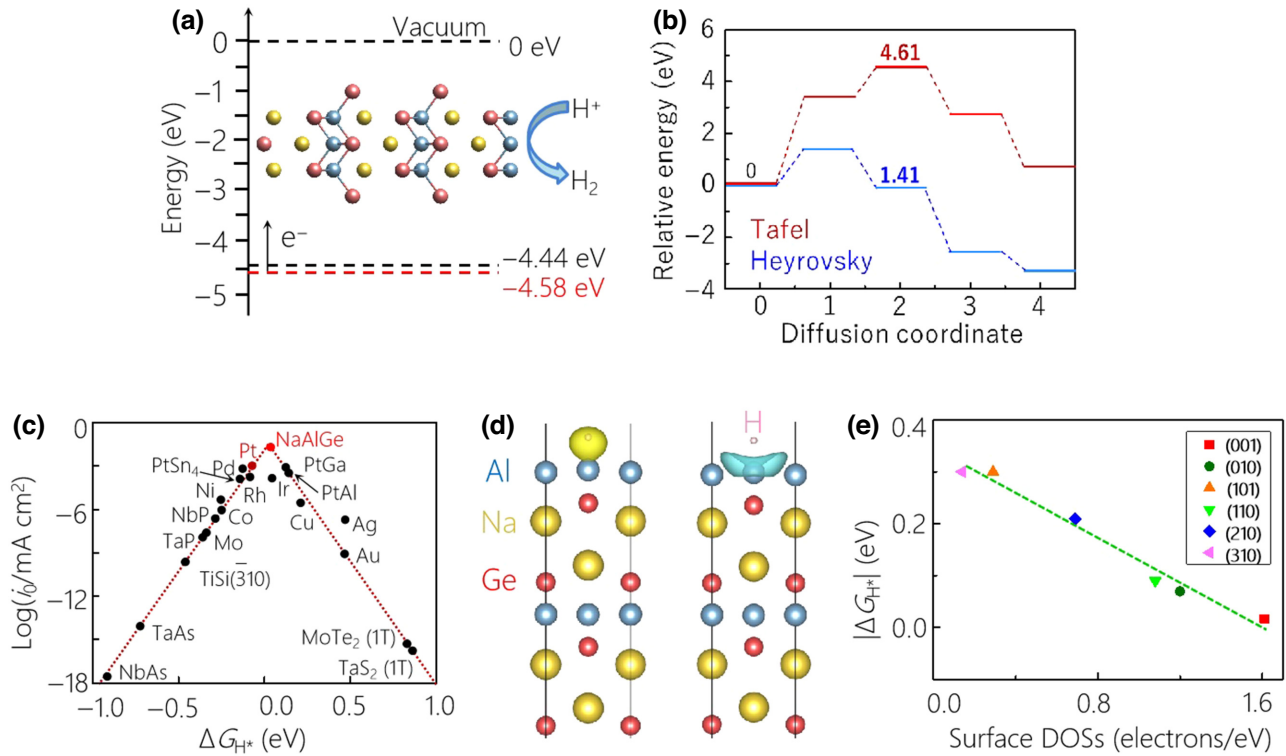 (a)
Vacuum
0 eV
Energy (eV)
0
−1
−2
−3
−4
−5
H⁺
H₂
e⁻
−4.44 eV
−4.58 eV
(b)
Relative energy (eV)
6
4
2
0
−2
−4
0
4.61
1.41
Tafel
Heyrovsky
0 1 2 3 4
Diffusion coordinate
(c)
Log(i₀/mA cm²)
0
−6
−12
−18
NaAlGe
Pt
PtSn₄
Pd
PtGa
Rh
Ir
PtAl
Ni
NbP
Co
Cu
Ag
TaP
Mo
Au
TiSi(3̅10)
TaAs
MoTe₂ (1T)
NbAs
TaS₂ (1T)
−1.0 −0.5 0.0 0.5 1.0
ΔG_H* (eV)
(d)
H
Al
Na
Ge
(e)
|ΔG_H*| (eV)
0.4
0.2
0.0
(001)
(010)
(101)
(110)
(210)
(310)
0.0 0.8 1.6
Surface DOSs (electrons/eV)